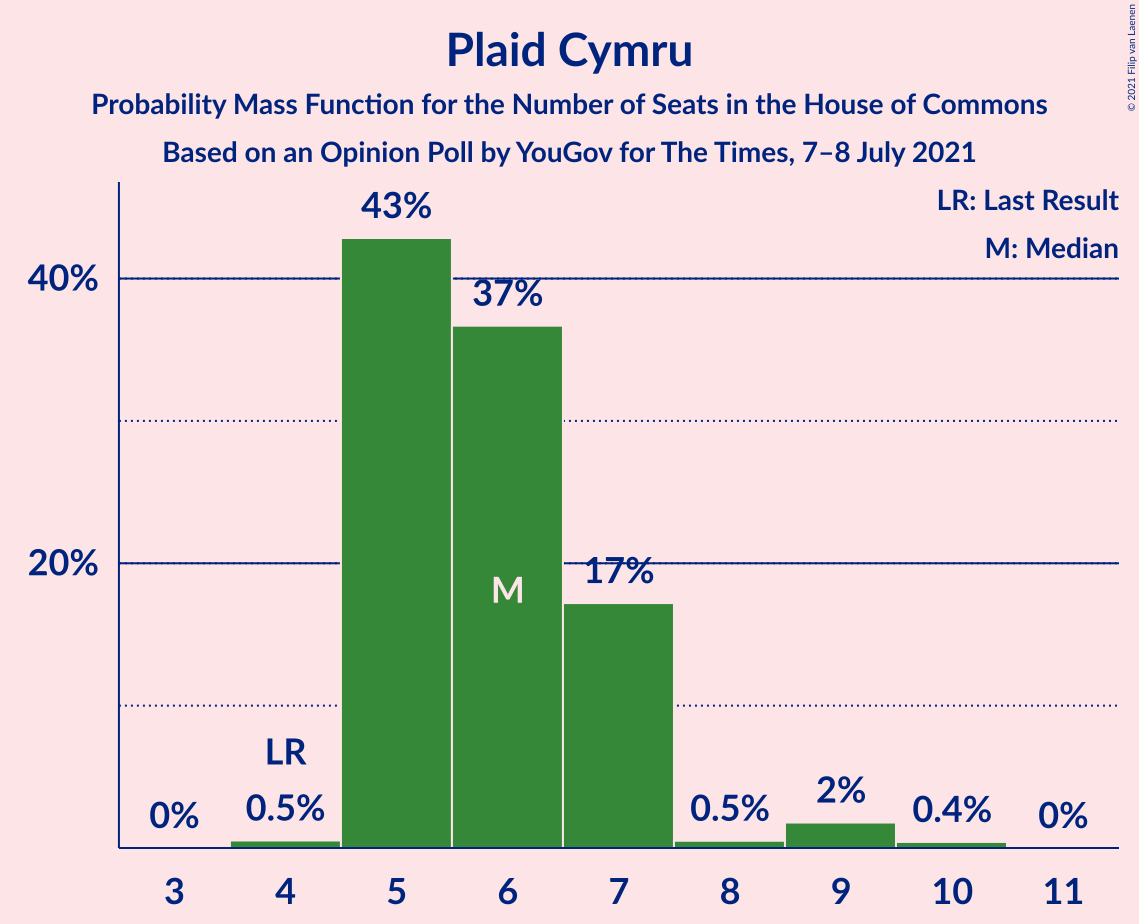 Plaid Cymru
Probability Mass Function for the Number of Seats in the House of Commons
Based on an Opinion Poll by YouGov for The Times, 7–8 July 2021
© 2021 Filip van Laenen
LR: Last Result
M: Median
40%
20%
0%
LR
0.5%
43%
37%
M
17%
0.5%
2%
0.4%
0%
3 4 5 6 7 8 9 10 11